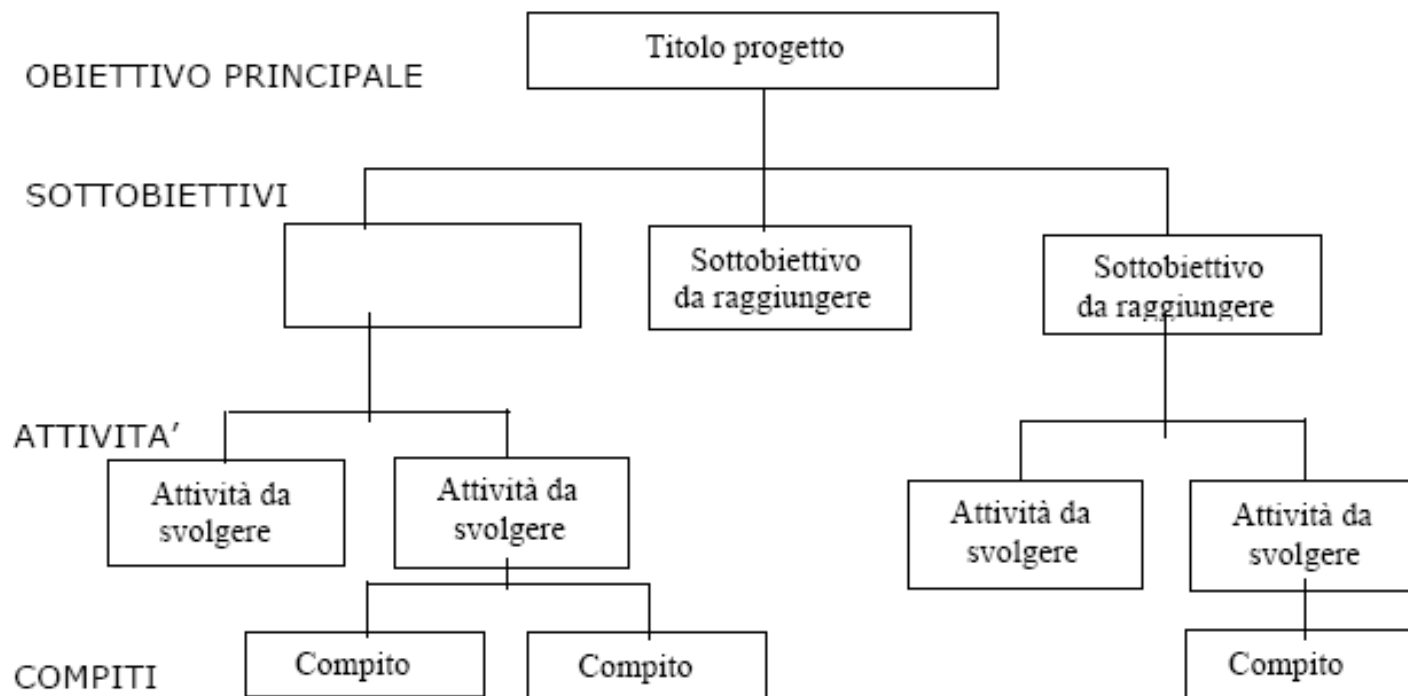 Titolo progetto
OBIETTIVO PRINCIPALE
SOTTOBIETTIVI
Sottobiettivo
da raggiungere
Sottobiettivo
da raggiungere
ATTIVITA'
Attività da
svolgere
Attività da
svolgere
Attività da
svolgere
Attività da
svolgere
COMPITI
Compito
Compito
Compito